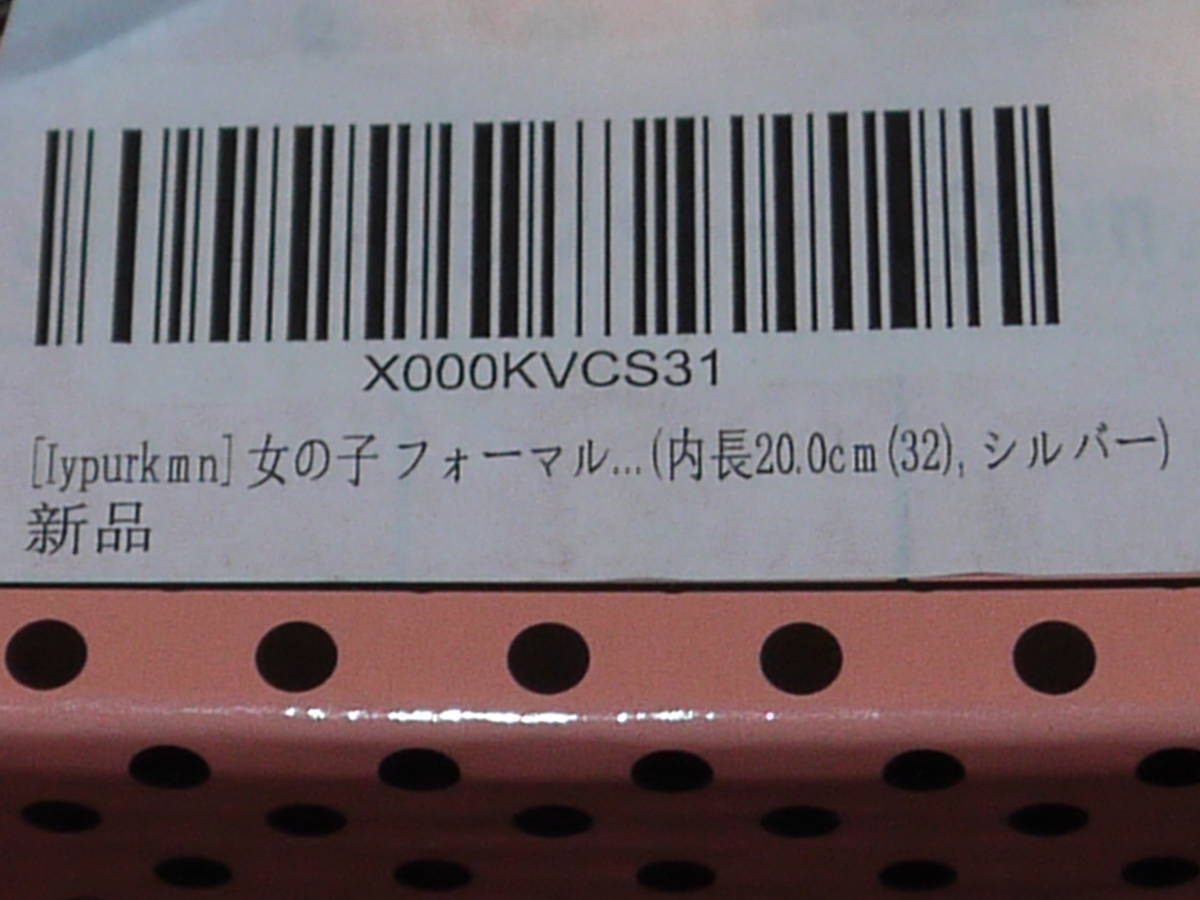 X000KVCS31
[Iypurkmn] 女の子 フォーマル...(内長20.0cm(32), シルバー)
新品